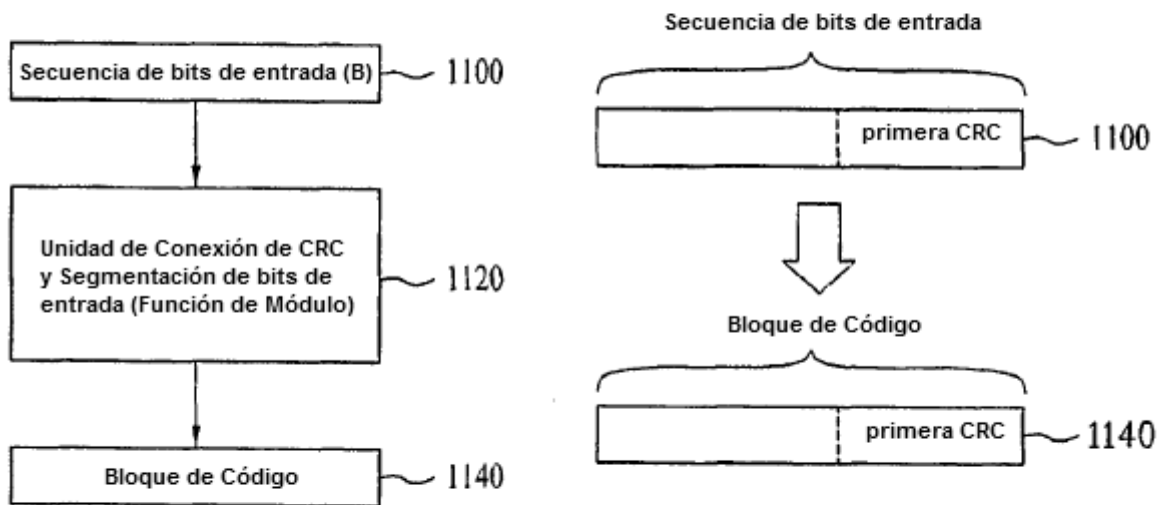 Secuencia de bits de entrada (B)
1100
Unidad de Conexión de CRC
y Segmentación de bits de
entrada (Función de Módulo)
1120
Bloque de Código
1140
Secuencia de bits de entrada
primera CRC
1100
Bloque de Código
primera CRC
1140